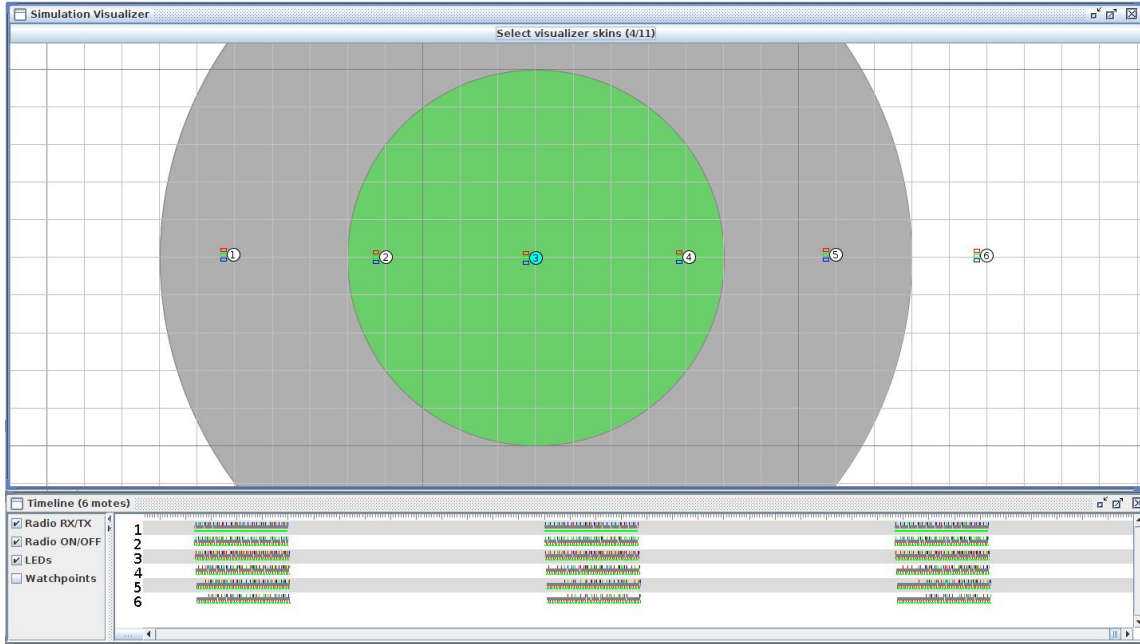 Simulation Visualizer
Select visualizer skins (4/11)
1
2
3
4
5
6
Timeline (6 motes)
Radio RX/TX
Radio ON/OFF
LEDs
Watchpoints
1
2
3
4
5
6
...